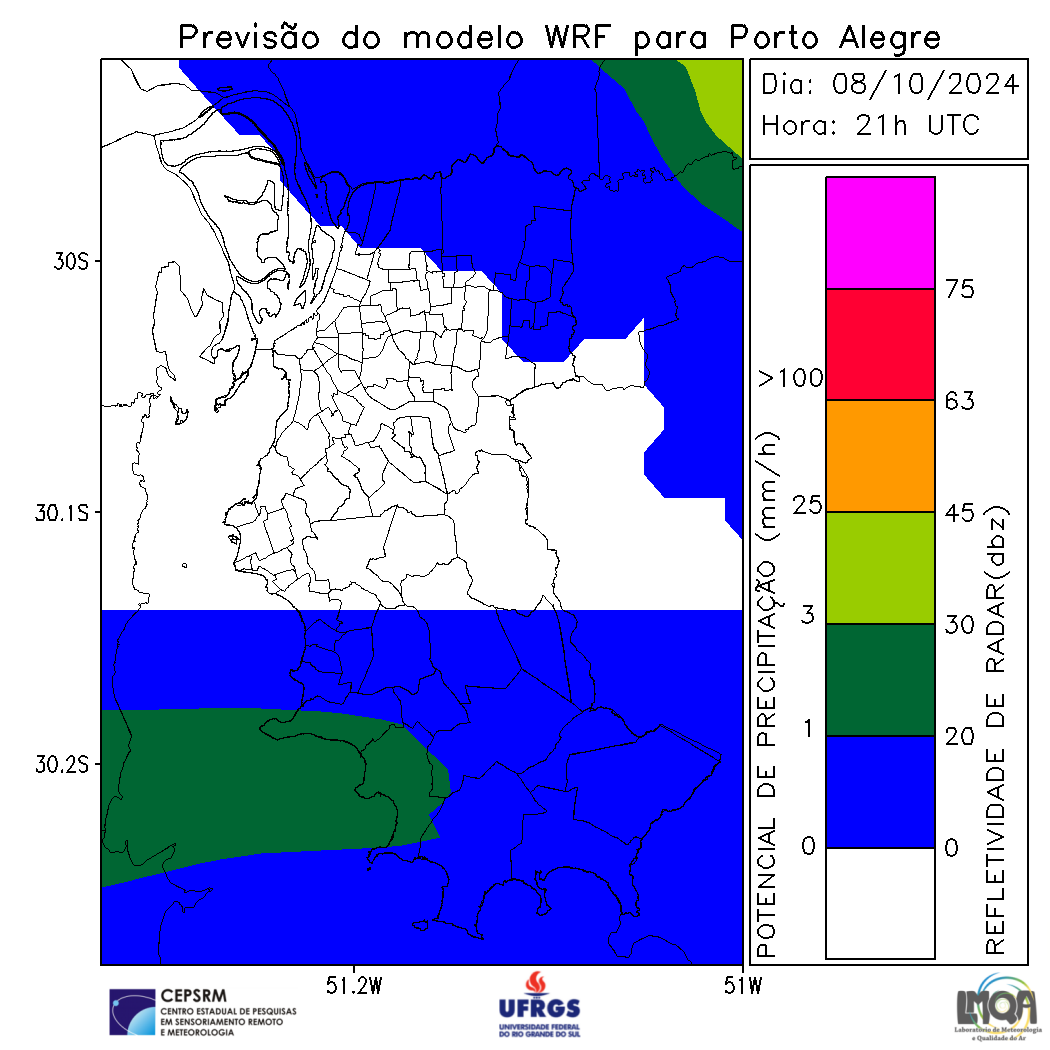 Previsão do modelo WRF para Porto Alegre
Dia: 08/10/2024
Hora: 21h UTC
30S
30.1S
30.2S
51.2W
51W
POTENCIAL DE PRECIPITAÇÃO (mm/h)
>100
25
3
1
0
75
63
45
30
20
0
REFLETIVIDADE DE RADAR(dbz)
CEPSRM
CENTRO ESTADUAL DE PESQUISAS
EM SENSORIAMENTO REMOTO
E METEOROLOGIA
UFRGS
UNIVERSIDADE FEDERAL
DO RIO GRANDE DO SUL
LMQA
Laboratório de Meteorologia
e Qualidade do Ar